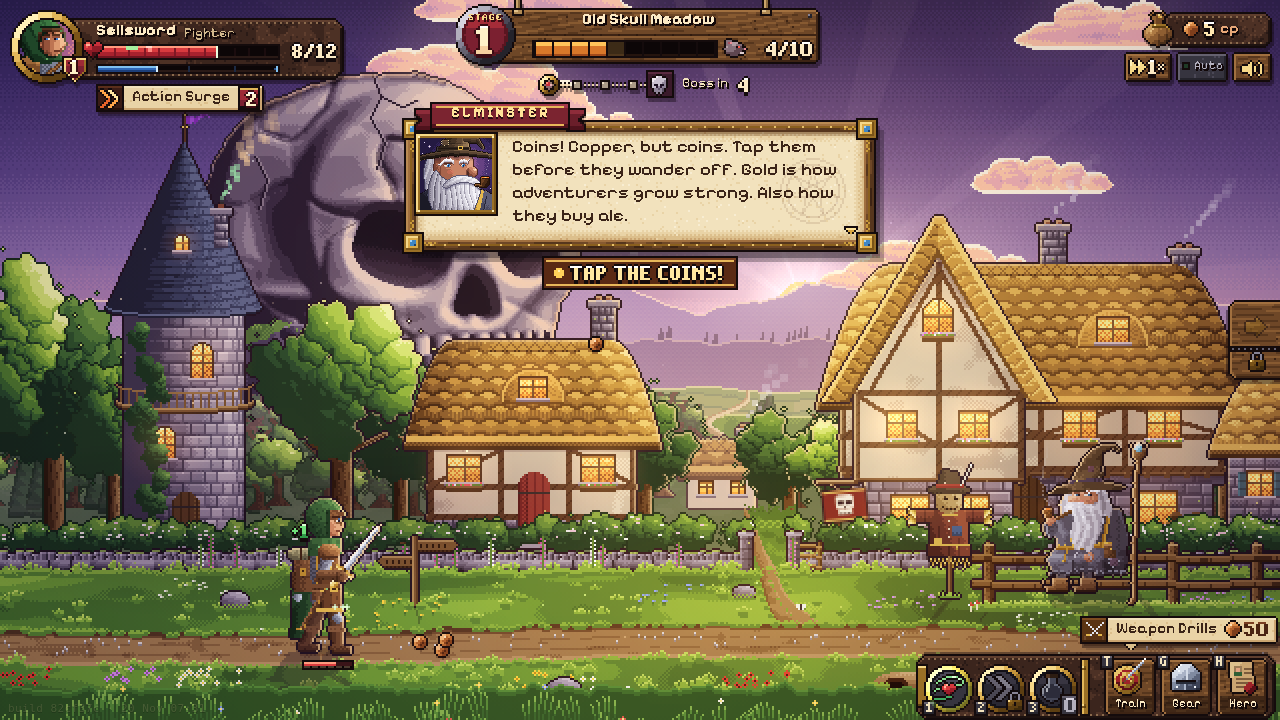 Sellsword Fighter
8/12
1
Action Surge 2
STAGE
1
Old Skull Meadow
4/10
Boss in 4
5 cp
1x
Auto
ELMINSTER
Coins! Copper, but coins. Tap them
before they wander off. Gold is how
adventurers grow strong. Also how
they buy ale.
TAP THE COINS!
+1
Weapon Drills 50
1
2
3
0
T
Train
G
Gear
H
Hero